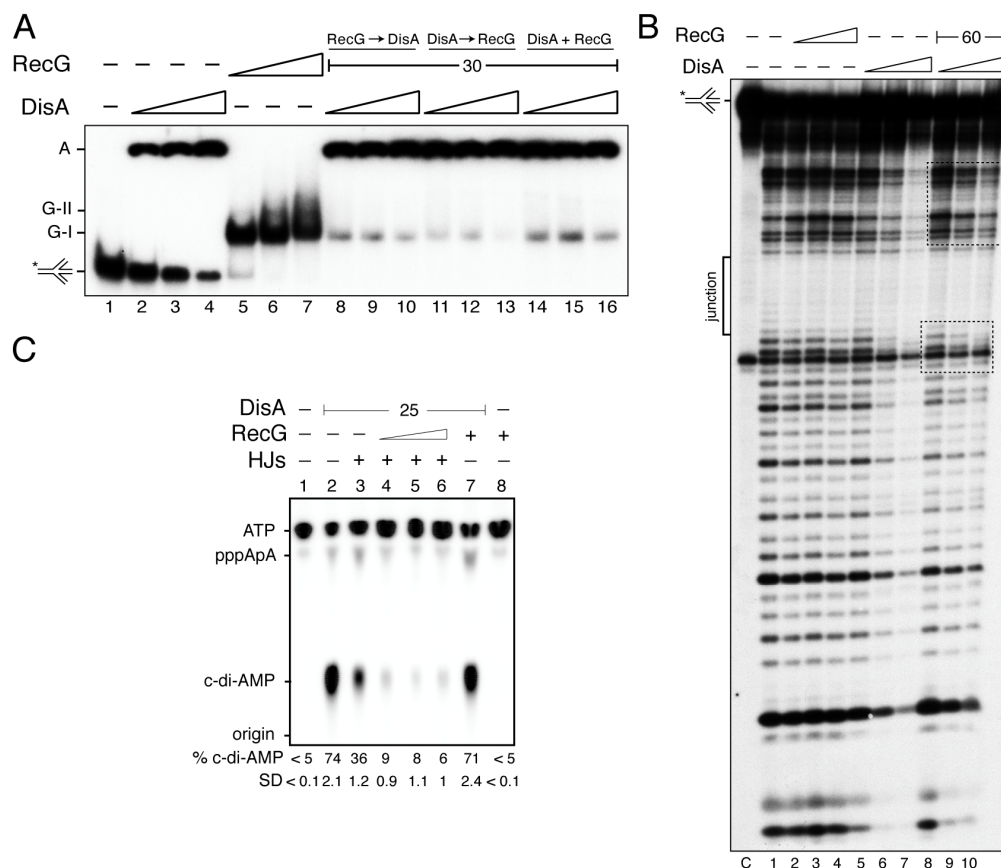 A
RecG → DisA DisA → RecG DisA + RecG
RecG – – – – 30
DisA – – – –
A
G-II
G-I
*
1 2 3 4 5 6 7 8 9 10 11 12 13 14 15 16
B
RecG – – – – – – 60
DisA – – – – –
*
junction
C 1 2 3 4 5 6 7 8 9 10
C
DisA – 25 –
RecG – – – + +
HJs – – + + + + – –
1 2 3 4 5 6 7 8
ATP
pppApA
c-di-AMP
origin
% c-di-AMP < 5 74 36 9 8 6 71 < 5
SD < 0.1 2.1 1.2 0.9 1.1 1 2.4 < 0.1